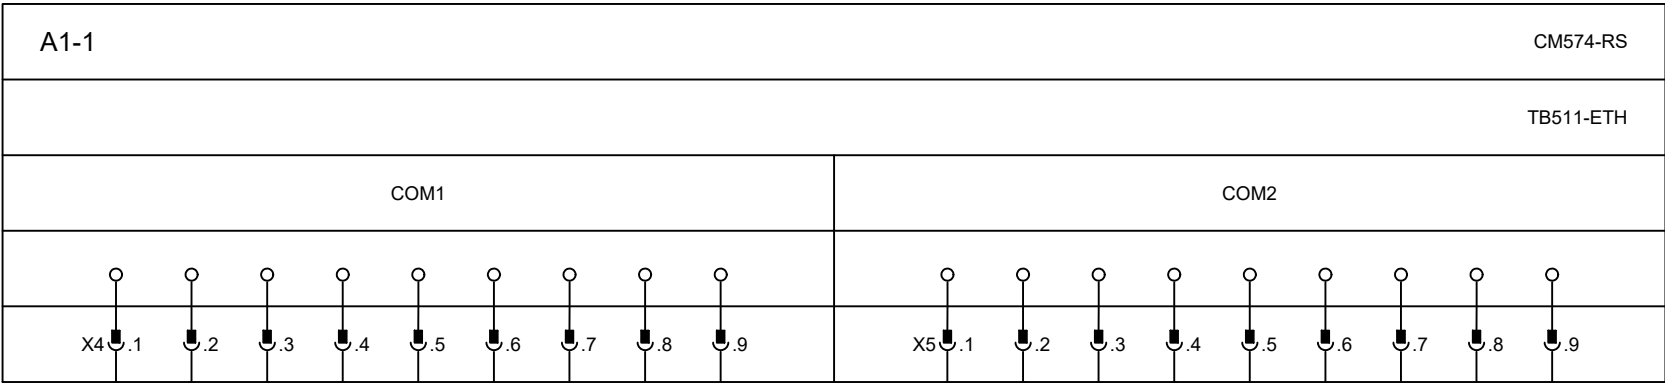 A1-1 CM574-RS
TB511-ETH
COM1 COM2
X4 .1 .2 .3 .4 .5 .6 .7 .8 .9 X5 .1 .2 .3 .4 .5 .6 .7 .8 .9